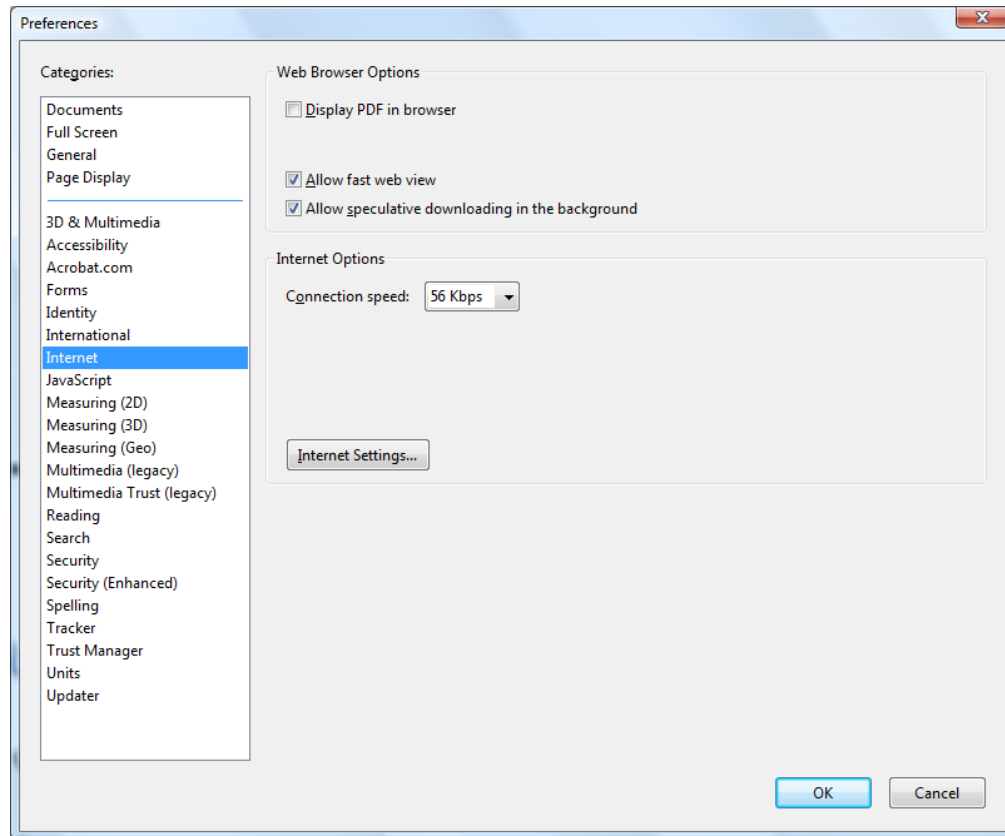 Preferences
Categories:
Documents
Full Screen
General
Page Display
3D & Multimedia
Accessibility
Acrobat.com
Forms
Identity
International
Internet
JavaScript
Measuring (2D)
Measuring (3D)
Measuring (Geo)
Multimedia (legacy)
Multimedia Trust (legacy)
Reading
Search
Security
Security (Enhanced)
Spelling
Tracker
Trust Manager
Units
Updater
Web Browser Options
Display PDF in browser
Allow fast web view
Allow speculative downloading in the background
Internet Options
Connection speed: 56 Kbps
Internet Settings...
OK Cancel